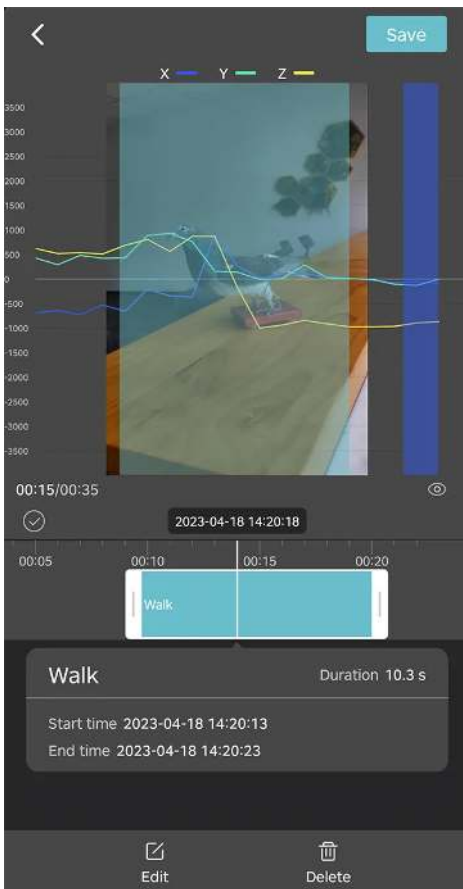 Save
X Y Z
3500
3000
2500
2000
1500
1000
500
0
-500
-1000
-1500
-2000
-2500
-3000
-3500
00:15/00:35
2023-04-18 14:20:18
00:05 00:10 00:15 00:20
Walk
Walk Duration 10.3 s
Start time 2023-04-18 14:20:13
End time 2023-04-18 14:20:23
Edit Delete